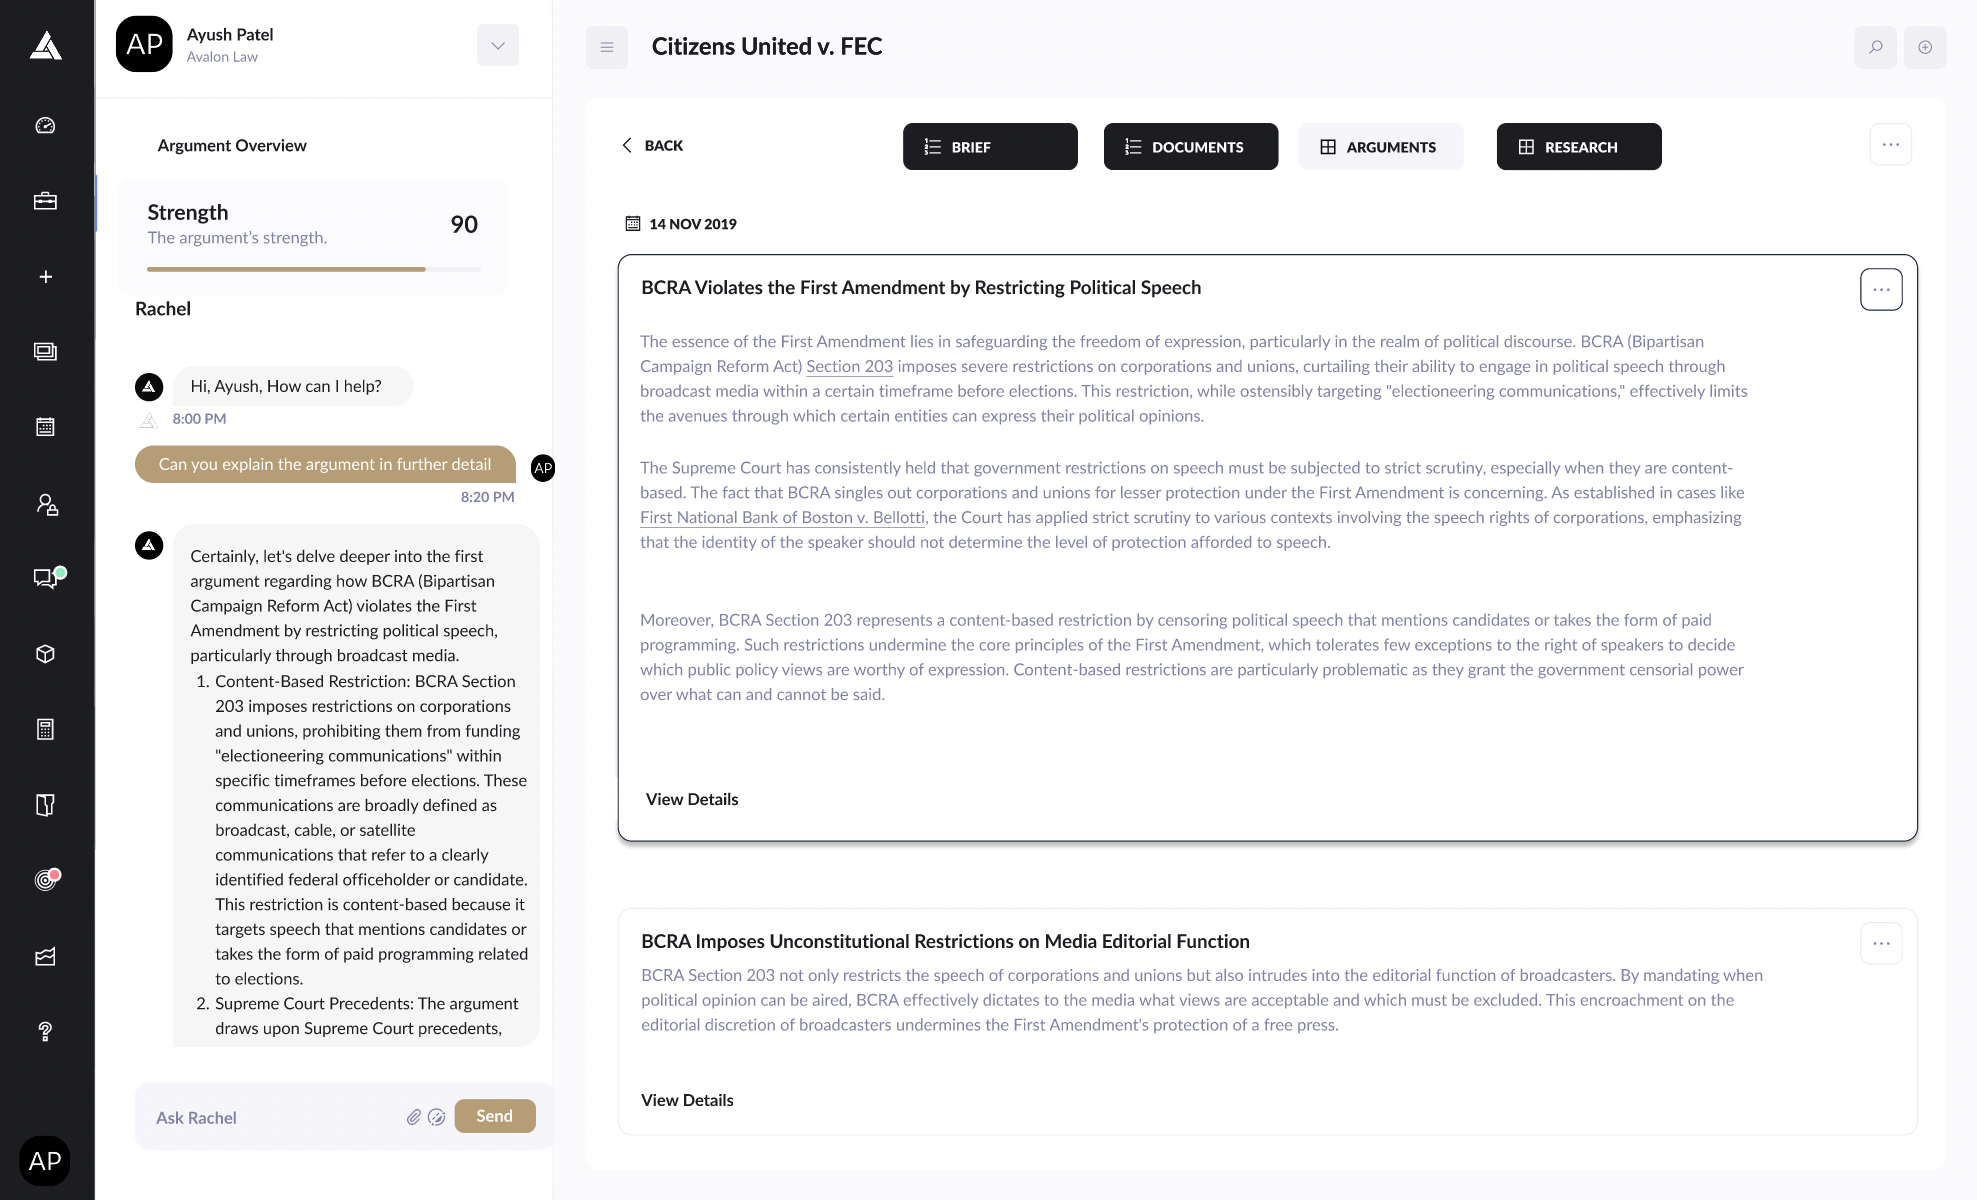 AP
Ayush Patel
Avalon Law
Argument Overview
Strength
The argument's strength.
90
Rachel
Hi, Ayush, How can I help?
8:00 PM
Can you explain the argument in further detail
AP
8:20 PM
Certainly, let's delve deeper into the first
argument regarding how BCRA (Bipartisan
Campaign Reform Act) violates the First
Amendment by restricting political speech,
particularly through broadcast media.
1. Content-Based Restriction: BCRA Section
203 imposes restrictions on corporations
and unions, prohibiting them from funding
"electioneering communications" within
specific timeframes before elections. These
communications are broadly defined as
broadcast, cable, or satellite
communications that refer to a clearly
identified federal officeholder or candidate.
This restriction is content-based because it
targets speech that mentions candidates or
takes the form of paid programming related
to elections.
2. Supreme Court Precedents: The argument
draws upon Supreme Court precedents,
Ask Rachel
Send
AP
Citizens United v. FEC
BACK
BRIEF
DOCUMENTS
ARGUMENTS
RESEARCH
14 NOV 2019
BCRA Violates the First Amendment by Restricting Political Speech
The essence of the First Amendment lies in safeguarding the freedom of expression, particularly in the realm of political discourse. BCRA (Bipartisan
Campaign Reform Act) Section 203 imposes severe restrictions on corporations and unions, curtailing their ability to engage in political speech through
broadcast media within a certain timeframe before elections. This restriction, while ostensibly targeting "electioneering communications," effectively limits
the avenues through which certain entities can express their political opinions.
The Supreme Court has consistently held that government restrictions on speech must be subjected to strict scrutiny, especially when they are content-
based. The fact that BCRA singles out corporations and unions for lesser protection under the First Amendment is concerning. As established in cases like
First National Bank of Boston v. Bellotti, the Court has applied strict scrutiny to various contexts involving the speech rights of corporations, emphasizing
that the identity of the speaker should not determine the level of protection afforded to speech.
Moreover, BCRA Section 203 represents a content-based restriction by censoring political speech that mentions candidates or takes the form of paid
programming. Such restrictions undermine the core principles of the First Amendment, which tolerates few exceptions to the right of speakers to decide
which public policy views are worthy of expression. Content-based restrictions are particularly problematic as they grant the government censorial power
over what can and cannot be said.
View Details
BCRA Imposes Unconstitutional Restrictions on Media Editorial Function
BCRA Section 203 not only restricts the speech of corporations and unions but also intrudes into the editorial function of broadcasters. By mandating when
political opinion can be aired, BCRA effectively dictates to the media what views are acceptable and which must be excluded. This encroachment on the
editorial discretion of broadcasters undermines the First Amendment's protection of a free press.
View Details